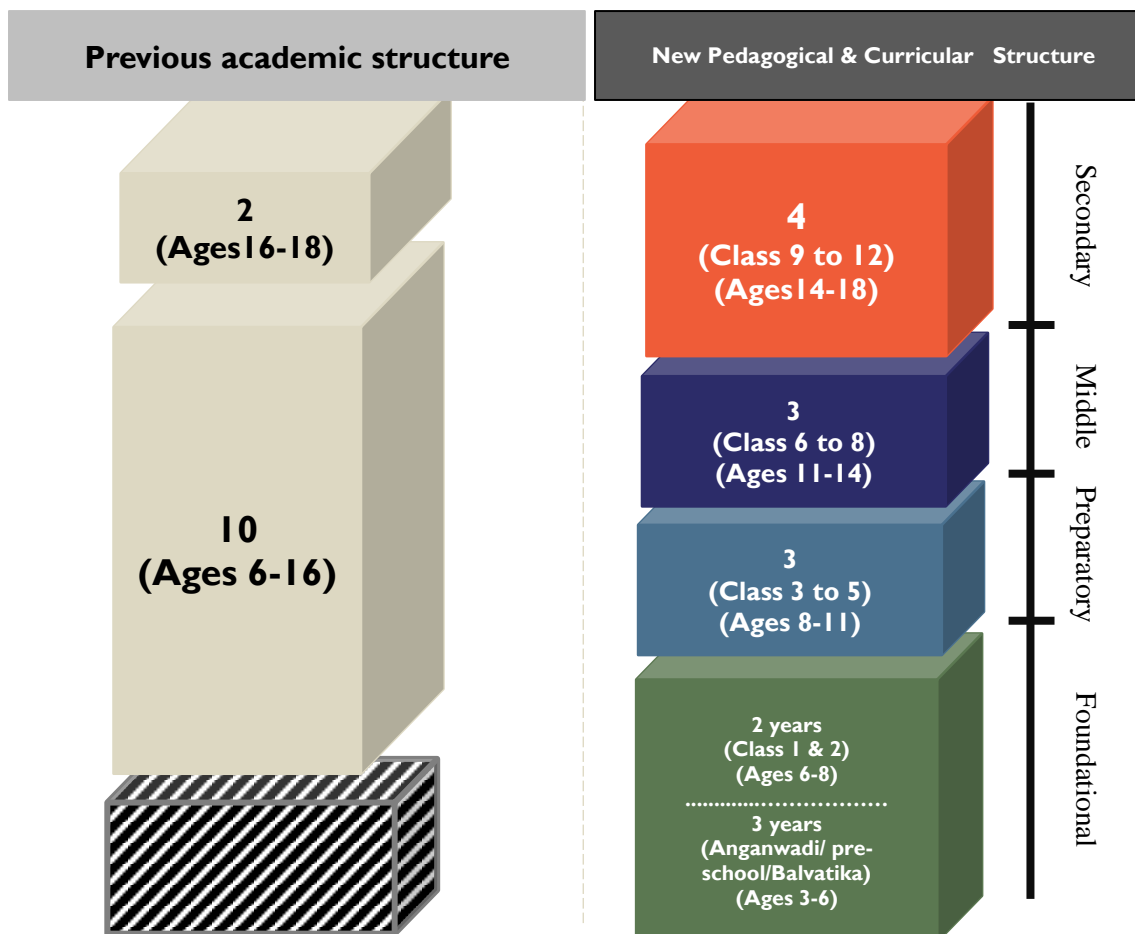 Previous academic structure
2
(Ages16-18)
10
(Ages 6-16)
New Pedagogical & Curricular Structure
4
(Class 9 to 12)
(Ages14-18)
3
(Class 6 to 8)
(Ages 11-14)
3
(Class 3 to 5)
(Ages 8-11)
2 years
(Class 1 & 2)
(Ages 6-8)
3 years
(Anganwadi/ pre-
school/Balvatika)
(Ages 3-6)
Secondary
Middle
Preparatory
Foundational